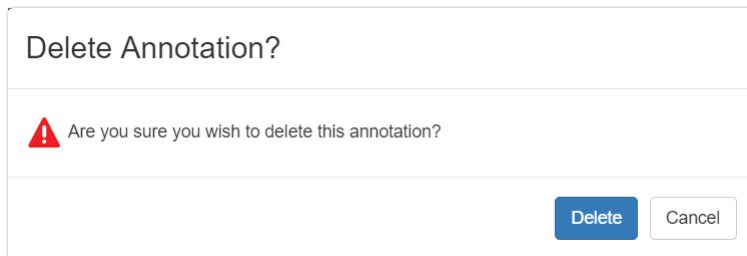 Delete Annotation?
Are you sure you wish to delete this annotation?
Delete Cancel